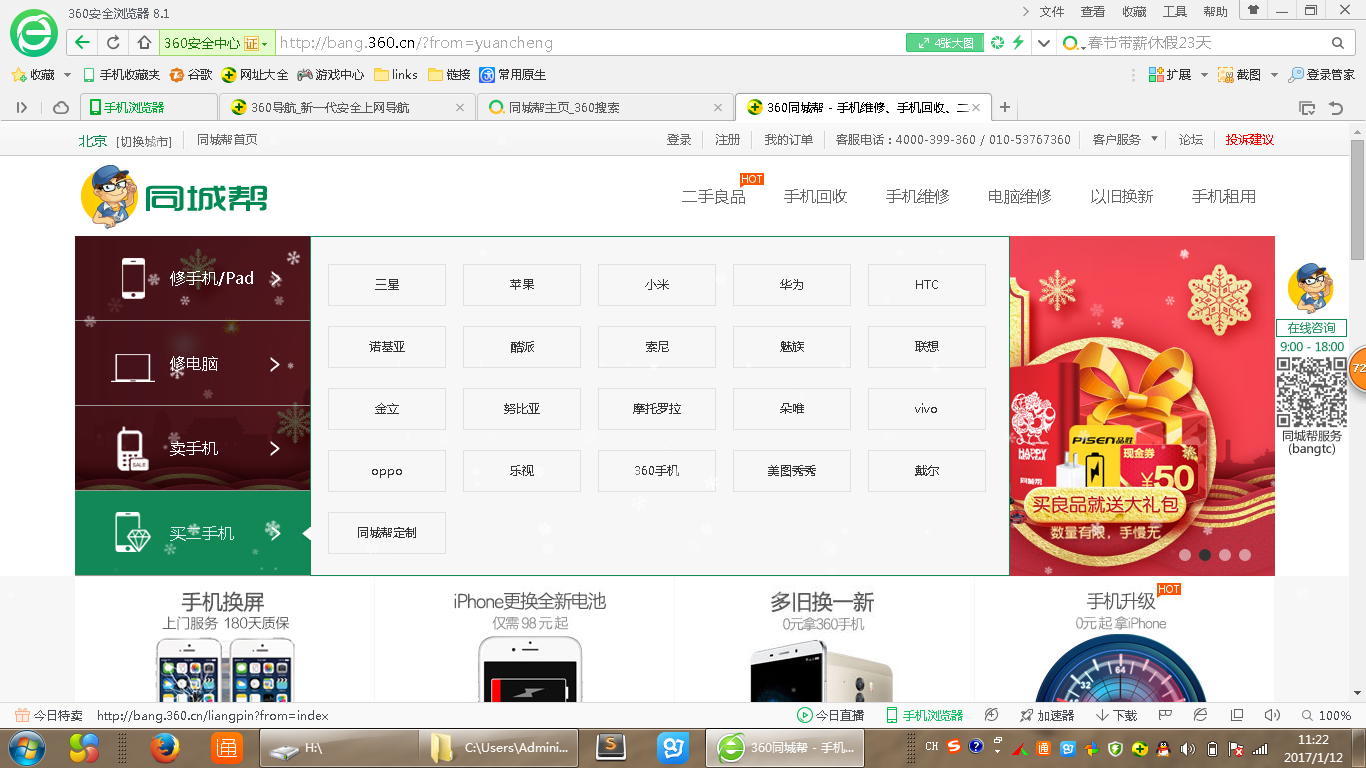 360安全浏览器 8.1
文件 查看 收藏 工具 帮助
360安全中心 证 http://bang.360.cn/?from=yuancheng 4张大图 春节带薪休假23天
收藏 手机收藏夹 谷歌 网址大全 游戏中心 links 链接 常用原生 扩展 截图 登录管家
手机浏览器 360导航_新一代安全上网导航 同城帮主页_360搜索 360同城帮 - 手机维修、手机回收、二
北京 [切换城市] 同城帮首页 登录 注册 我的订单 客服电话：4000-399-360 / 010-53767360 客户服务 论坛 投诉建议
同城帮
HOT
二手良品 手机回收 手机维修 电脑维修 以旧换新 手机租用
修手机/Pad
修电脑
卖手机
SALE
买二手机
三星 苹果 小米 华为 HTC
诺基亚 酷派 索尼 魅族 联想
金立 努比亚 摩托罗拉 朵唯 vivo
oppo 乐视 360手机 美图秀秀 戴尔
同城帮定制
PISEN品胜
HAPPY
现金券
¥50
同城帮
买良品就送大礼包
数量有限，手慢无
在线咨询
9:00 - 18:00
72
同城帮服务
(bangtc)
手机换屏
上门服务 180天质保
iPhone更换全新电池
仅需 98 元 起
多旧换一新
0元拿360手机
HOT
手机升级
0元 起 拿iPhone
32
64
今日特卖 http://bang.360.cn/liangpin?from=index 今日直播 手机浏览器 加速器 下载 100%
通 H:\ C:\Users\Admini... S 360同城帮 - 手机... CH S 通
11:22
2017/1/12